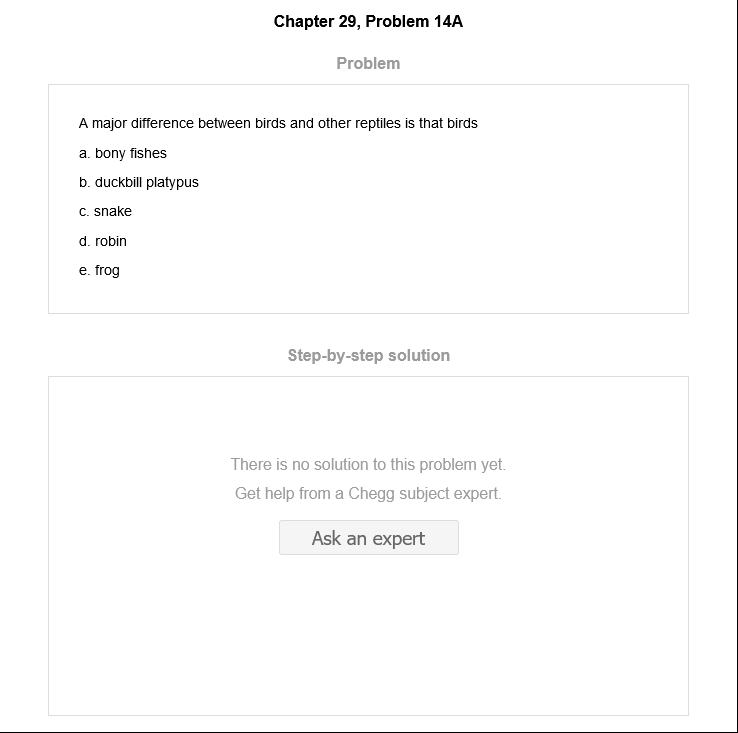 Chapter 29, Problem 14A
Problem
A major difference between birds and other reptiles is that birds
a. bony fishes
b. duckbill platypus
c. snake
d. robin
e. frog
Step-by-step solution
There is no solution to this problem yet.
Get help from a Chegg subject expert.
Ask an expert